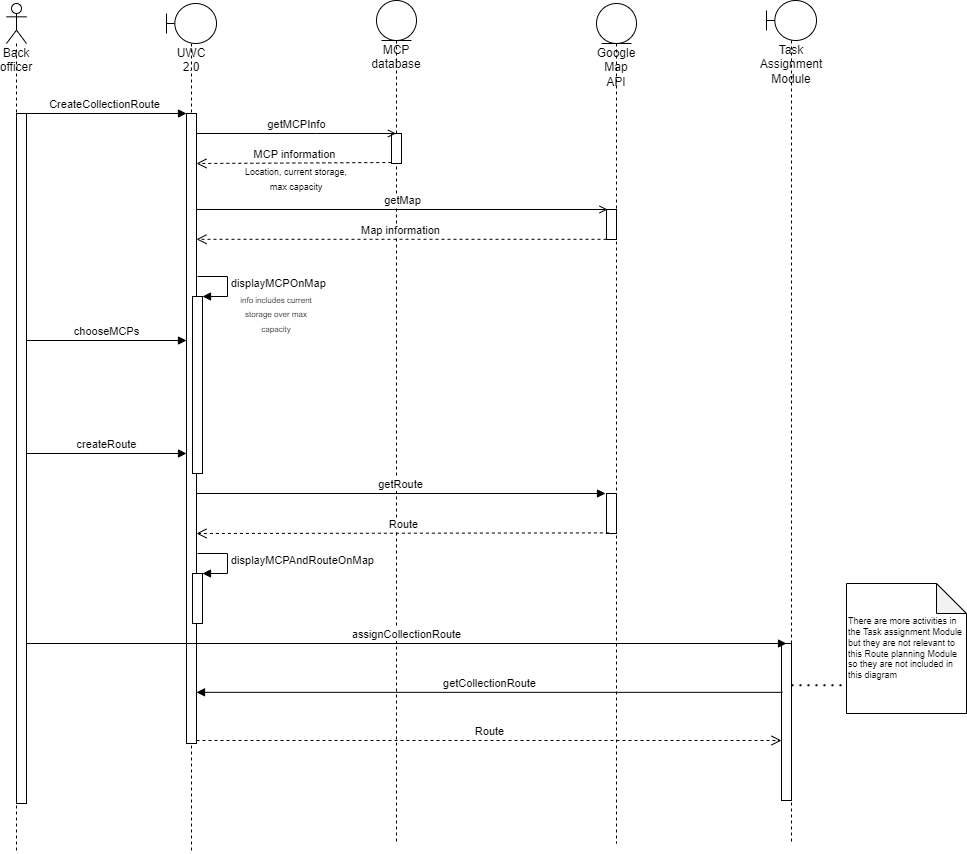 Back
officer
UWC
2.0
MCP
database
Google
Map
API
Task
Assignment
Module
CreateCollectionRoute
getMCPInfo
MCP information
Location, current storage,
max capacity
getMap
Map information
displayMCPOnMap
info includes current
storage over max
capacity
chooseMCPs
createRoute
getRoute
Route
displayMCPAndRouteOnMap
assignCollectionRoute
There are more activities in
the Task assignment Module
but they are not relevant to
this Route planning Module
so they are not included in
this diagram
getCollectionRoute
Route